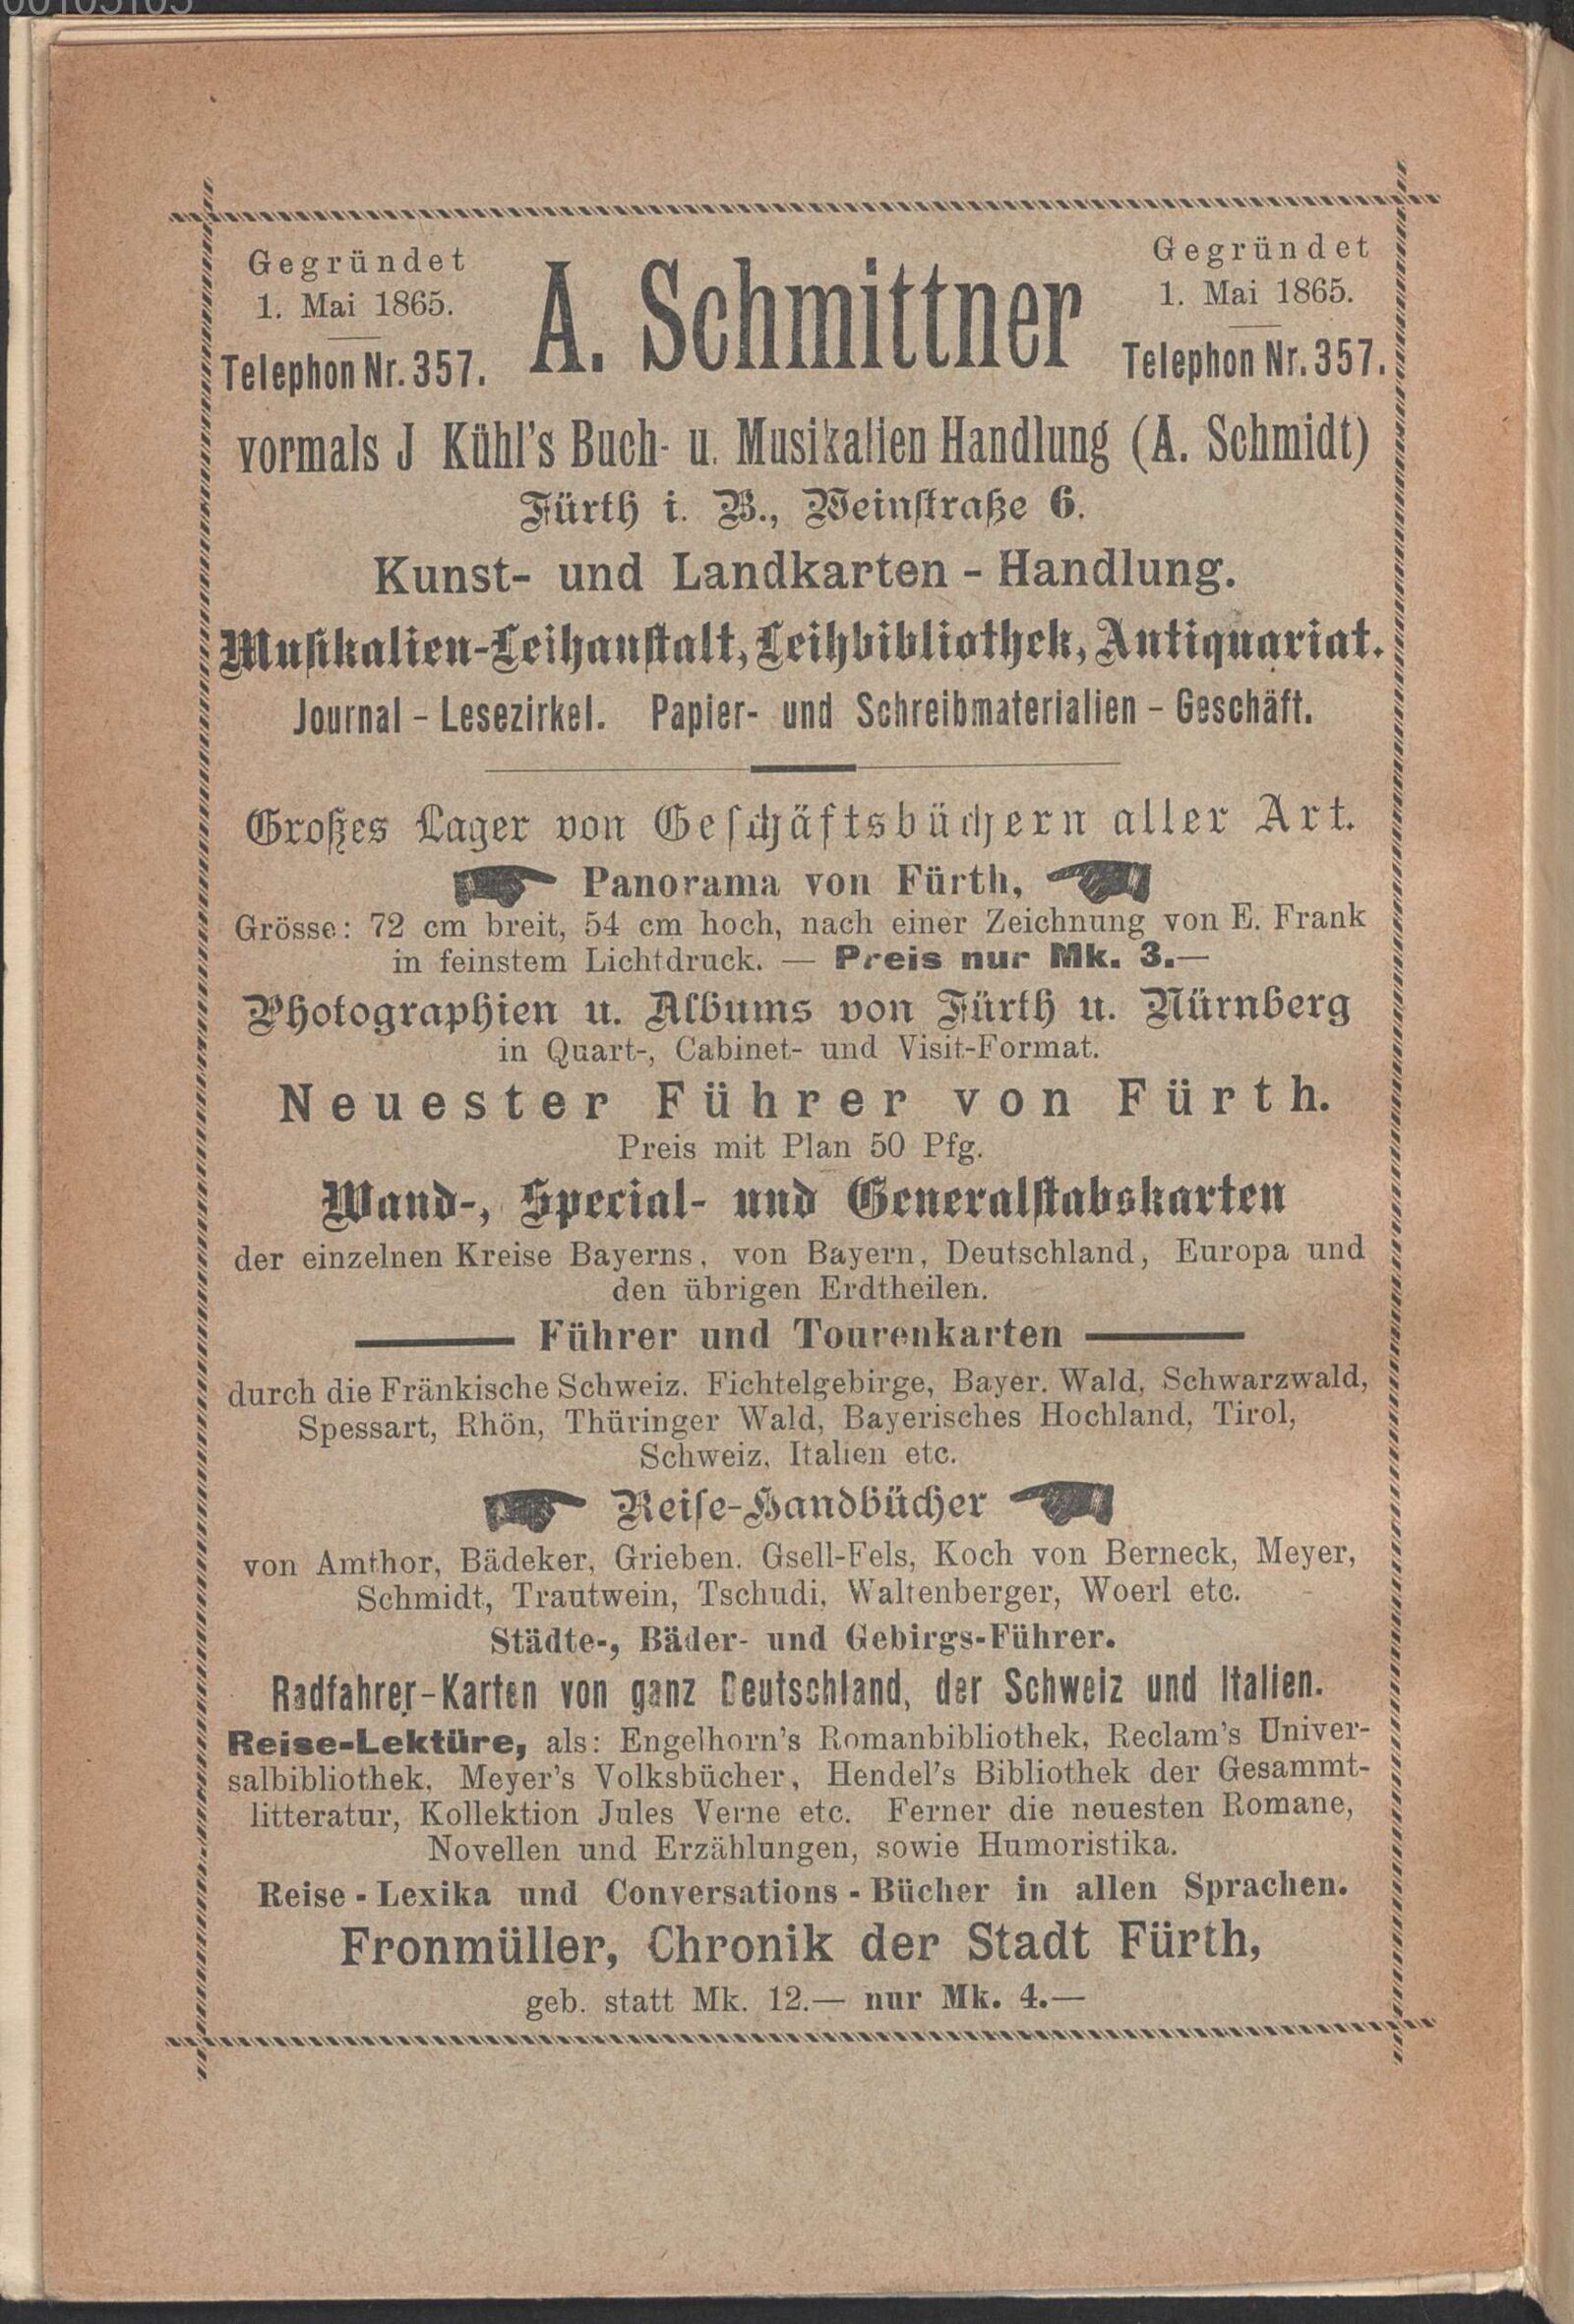 Gegründet
1. Mai 1865.
Telephon Nr. 357.
A. Schmittner
Gegründet
1. Mai 1865.
Telephon Nr. 357.
vormals J Kühl's Buch- u. Musikalien Handlung (A. Schmidt)
Fürth i. B., Weinstraße 6.
Kunst- und Landkarten - Handlung.
Musikalien-Leihanstalt, Leihbibliothek, Antiquariat.
Journal - Lesezirkel. Papier- und Schreibmaterialien - Geschäft.
Großes Lager von Geschäftsbüchern aller Art.
Panorama von Fürth,
Grösse: 72 cm breit, 54 cm hoch, nach einer Zeichnung von E. Frank
in feinstem Lichtdruck. — Preis nur Mk. 3.—
Photographien u. Albums von Fürth u. Nürnberg
in Quart-, Cabinet- und Visit-Format.
Neuester Führer von Fürth.
Preis mit Plan 50 Pfg.
Wand-, Special- und Generalstabskarten
der einzelnen Kreise Bayerns, von Bayern, Deutschland, Europa und
den übrigen Erdtheilen.
Führer und Tourenkarten
durch die Fränkische Schweiz. Fichtelgebirge, Bayer. Wald, Schwarzwald,
Spessart, Rhön, Thüringer Wald, Bayerisches Hochland, Tirol,
Schweiz, Italien etc.
Reise-Handbücher
von Amthor, Bädeker, Grieben. Gsell-Fels, Koch von Berneck, Meyer,
Schmidt, Trautwein, Tschudi, Waltenberger, Woerl etc.
Städte-, Bäder- und Gebirgs-Führer.
Radfahrer-Karten von ganz Deutschland, der Schweiz und Italien.
Reise-Lektüre, als: Engelhorn's Romanbibliothek, Reclam's Univer-
salbibliothek, Meyer's Volksbücher, Hendel's Bibliothek der Gesammt-
litteratur, Kollektion Jules Verne etc. Ferner die neuesten Romane,
Novellen und Erzählungen, sowie Humoristika.
Reise - Lexika und Conversations - Bücher in allen Sprachen.
Fronmüller, Chronik der Stadt Fürth,
geb. statt Mk. 12.— nur Mk. 4.—